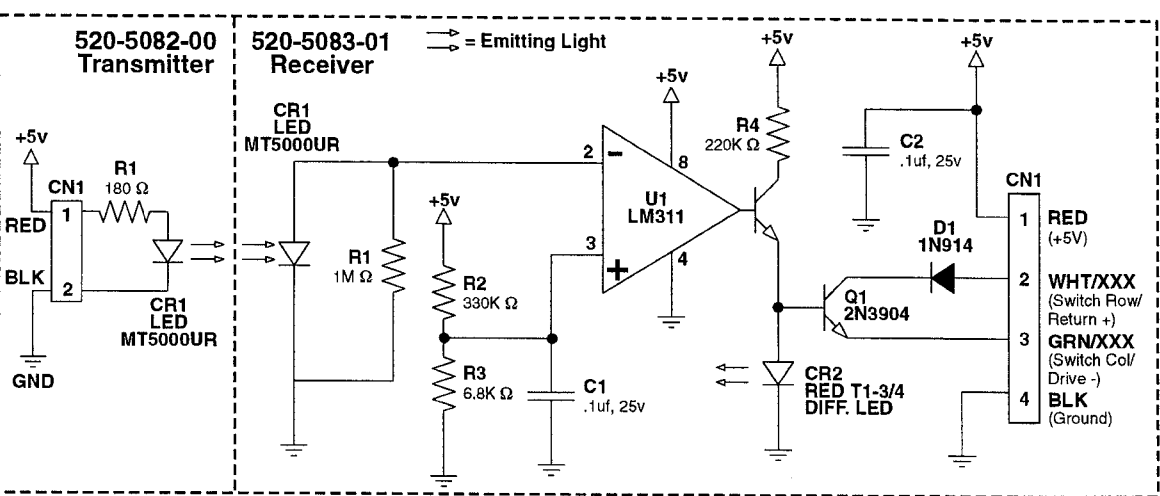 520-5082-00
Transmitter
520-5083-01
Receiver
= Emitting Light
+5v
R1
180 Ω
CN1
1
2
RED
BLK
GND
CR1
LED
MT5000UR
CR1
LED
MT5000UR
R1
1M Ω
+5v
R2
330K Ω
R3
6.8K Ω
C1
.1uf, 25v
2
-
3
+
U1
LM311
+5v
8
4
+5v
R4
220K Ω
CR2
RED T1-3/4
DIFF. LED
Q1
2N3904
D1
1N914
+5v
C2
.1uf, 25v
CN1
1
RED
(+5V)
2
WHT/XXX
(Switch Row/
Return +)
3
GRN/XXX
(Switch Col/
Drive -)
4
BLK
(Ground)